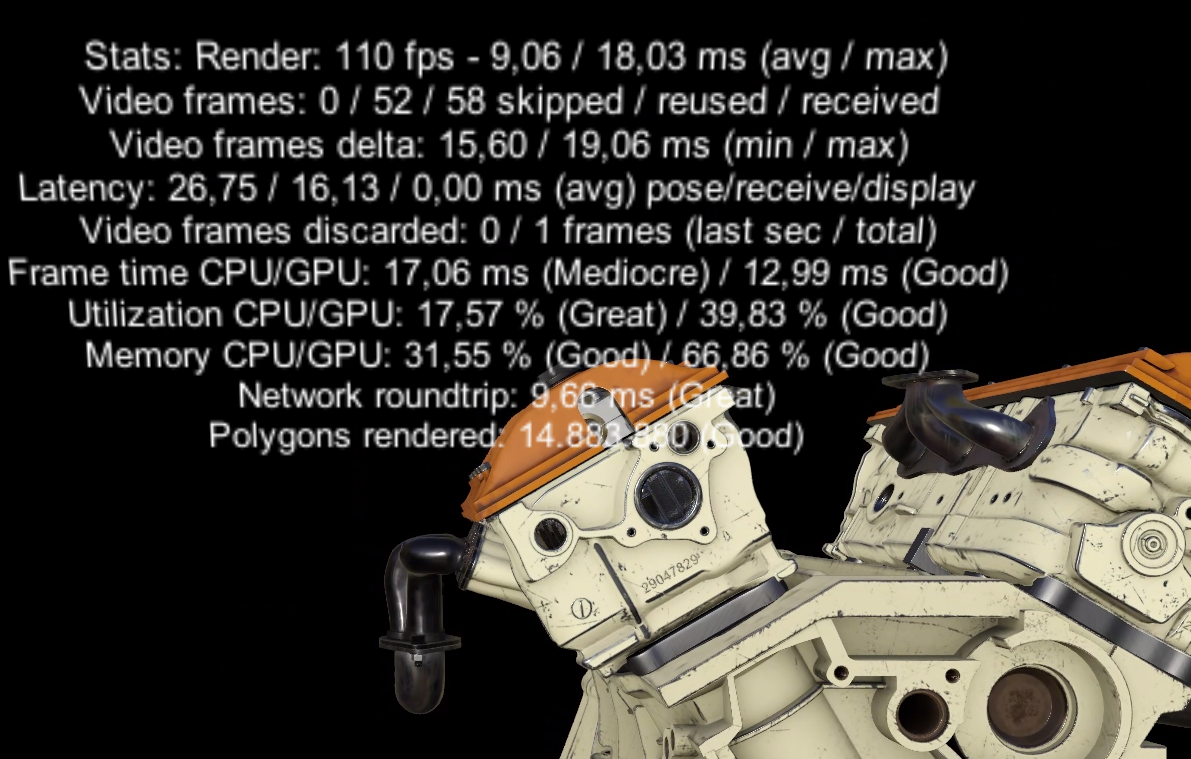 Stats: Render: 110 fps - 9,06 / 18,03 ms (avg / max)
Video frames: 0 / 52 / 58 skipped / reused / received
Video frames delta: 15,60 / 19,06 ms (min / max)
Latency: 26,75 / 16,13 / 0,00 ms (avg) pose/receive/display
Video frames discarded: 0 / 1 frames (last sec / total)
Frame time CPU/GPU: 17,06 ms (Mediocre) / 12,99 ms (Good)
Utilization CPU/GPU: 17,57 % (Great) / 39,83 % (Good)
Memory CPU/GPU: 31,55 % (Good) / 66,86 % (Good)
Network roundtrip: 9,66 ms (Great)
Polygons rendered: 14.883.880 (Good)
29047829
i